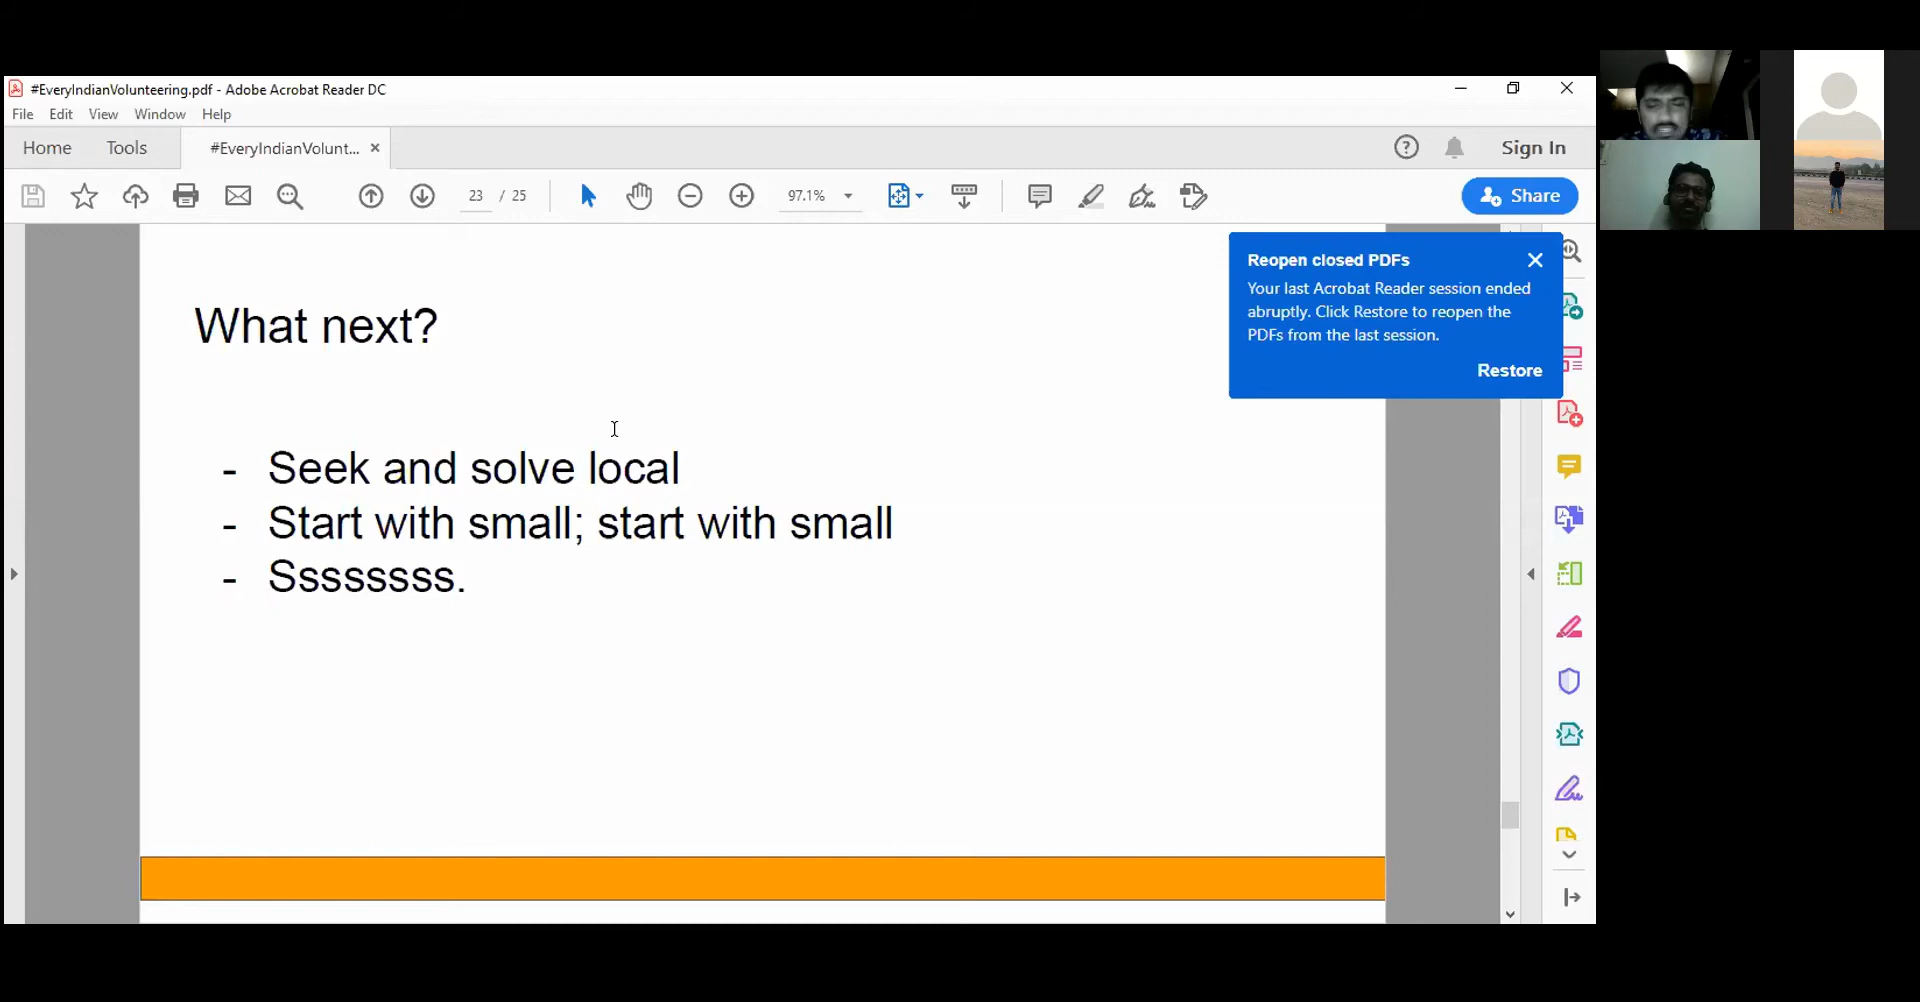 #EveryIndianVolunteering.pdf - Adobe Acrobat Reader DC
File Edit View Window Help
Home Tools #EveryIndianVolunt... Sign In
23 / 25 97.1% Share
Reopen closed PDFs
Your last Acrobat Reader session ended
abruptly. Click Restore to reopen the
PDFs from the last session.
Restore
What next?
- Seek and solve local
- Start with small; start with small
- Sssssssss.